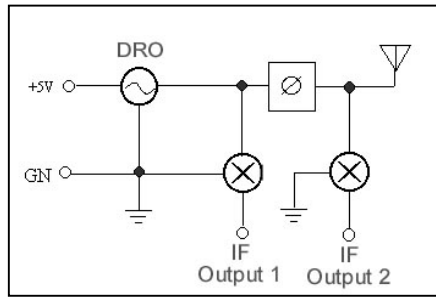 DRO
+5V
GN
IF
Output 1
IF
Output 2